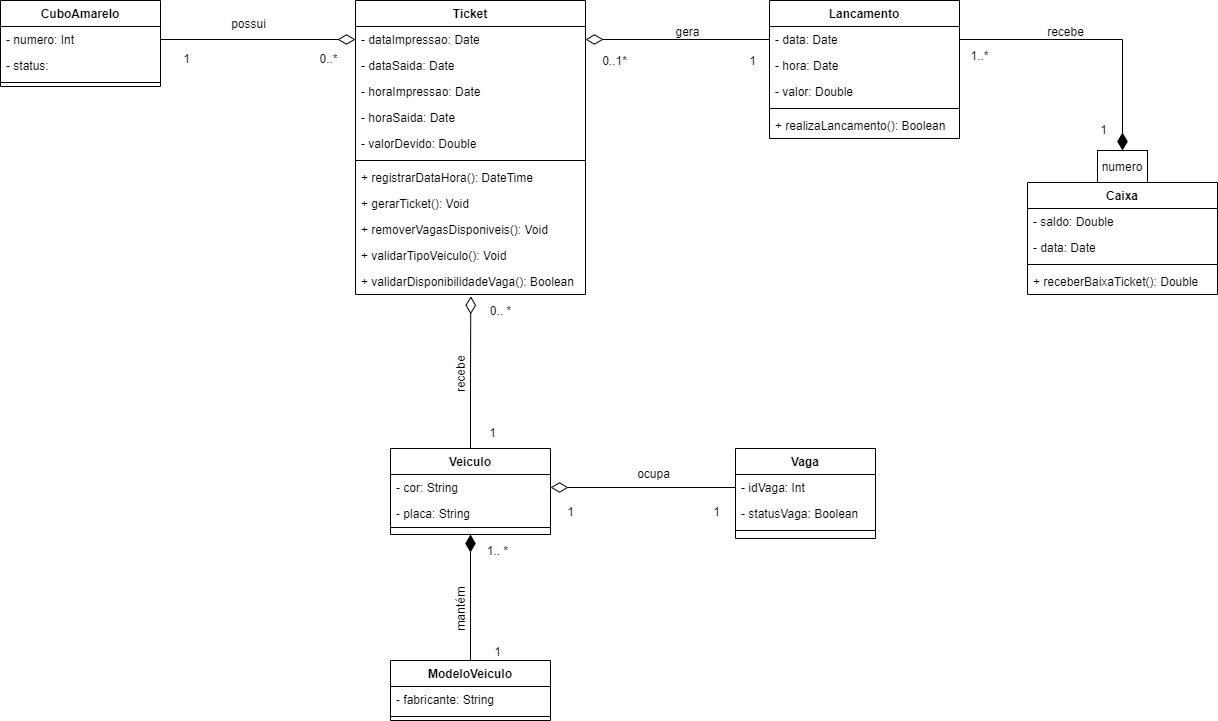 CuboAmarelo
- numero: Int
- status:
possui
1
0..*
Ticket
- dataImpressao: Date
- dataSaida: Date
- horaImpressao: Date
- horaSaida: Date
- valorDevido: Double
+ registrarDataHora(): DateTime
+ gerarTicket(): Void
+ removerVagasDisponiveis(): Void
+ validarTipoVeiculo(): Void
+ validarDisponibilidadeVaga(): Boolean
gera
0..1*
1
Lancamento
- data: Date
- hora: Date
- valor: Double
+ realizaLancamento(): Boolean
recebe
1..*
1
numero
Caixa
- saldo: Double
- data: Date
+ receberBaixaTicket(): Double
0.. *
recebe
1
Veiculo
- cor: String
- placa: String
ocupa
1
1
Vaga
- idVaga: Int
- statusVaga: Boolean
1.. *
mantém
1
ModeloVeiculo
- fabricante: String